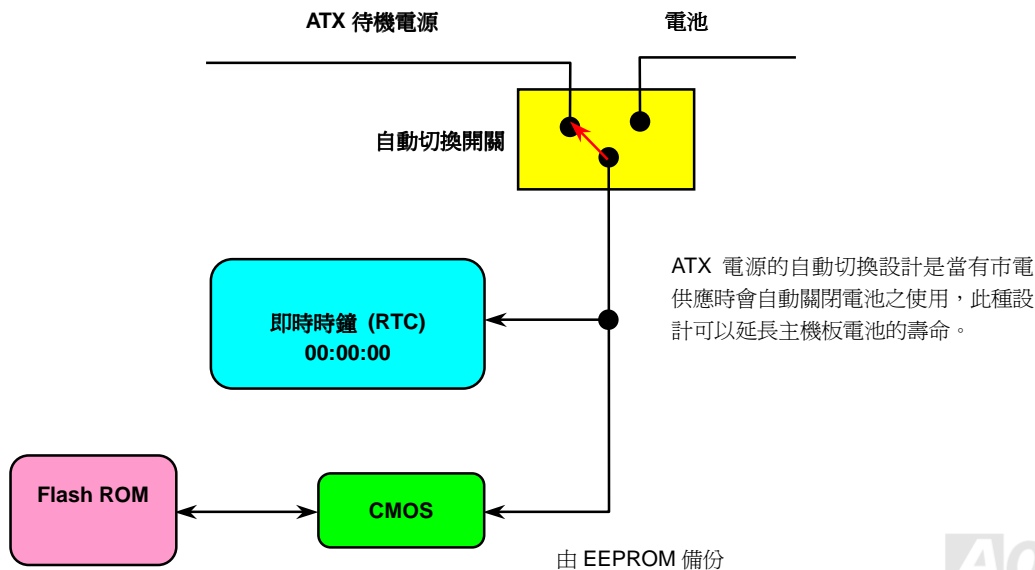 ATX 待機電源
電池
自動切換開關
ATX 電源的自動切換設計是當有市電
供應時會自動關閉電池之使用，此種設
計可以延長主機板電池的壽命。
即時時鐘 (RTC)
00:00:00
Flash ROM
CMOS
由 EEPROM 備份